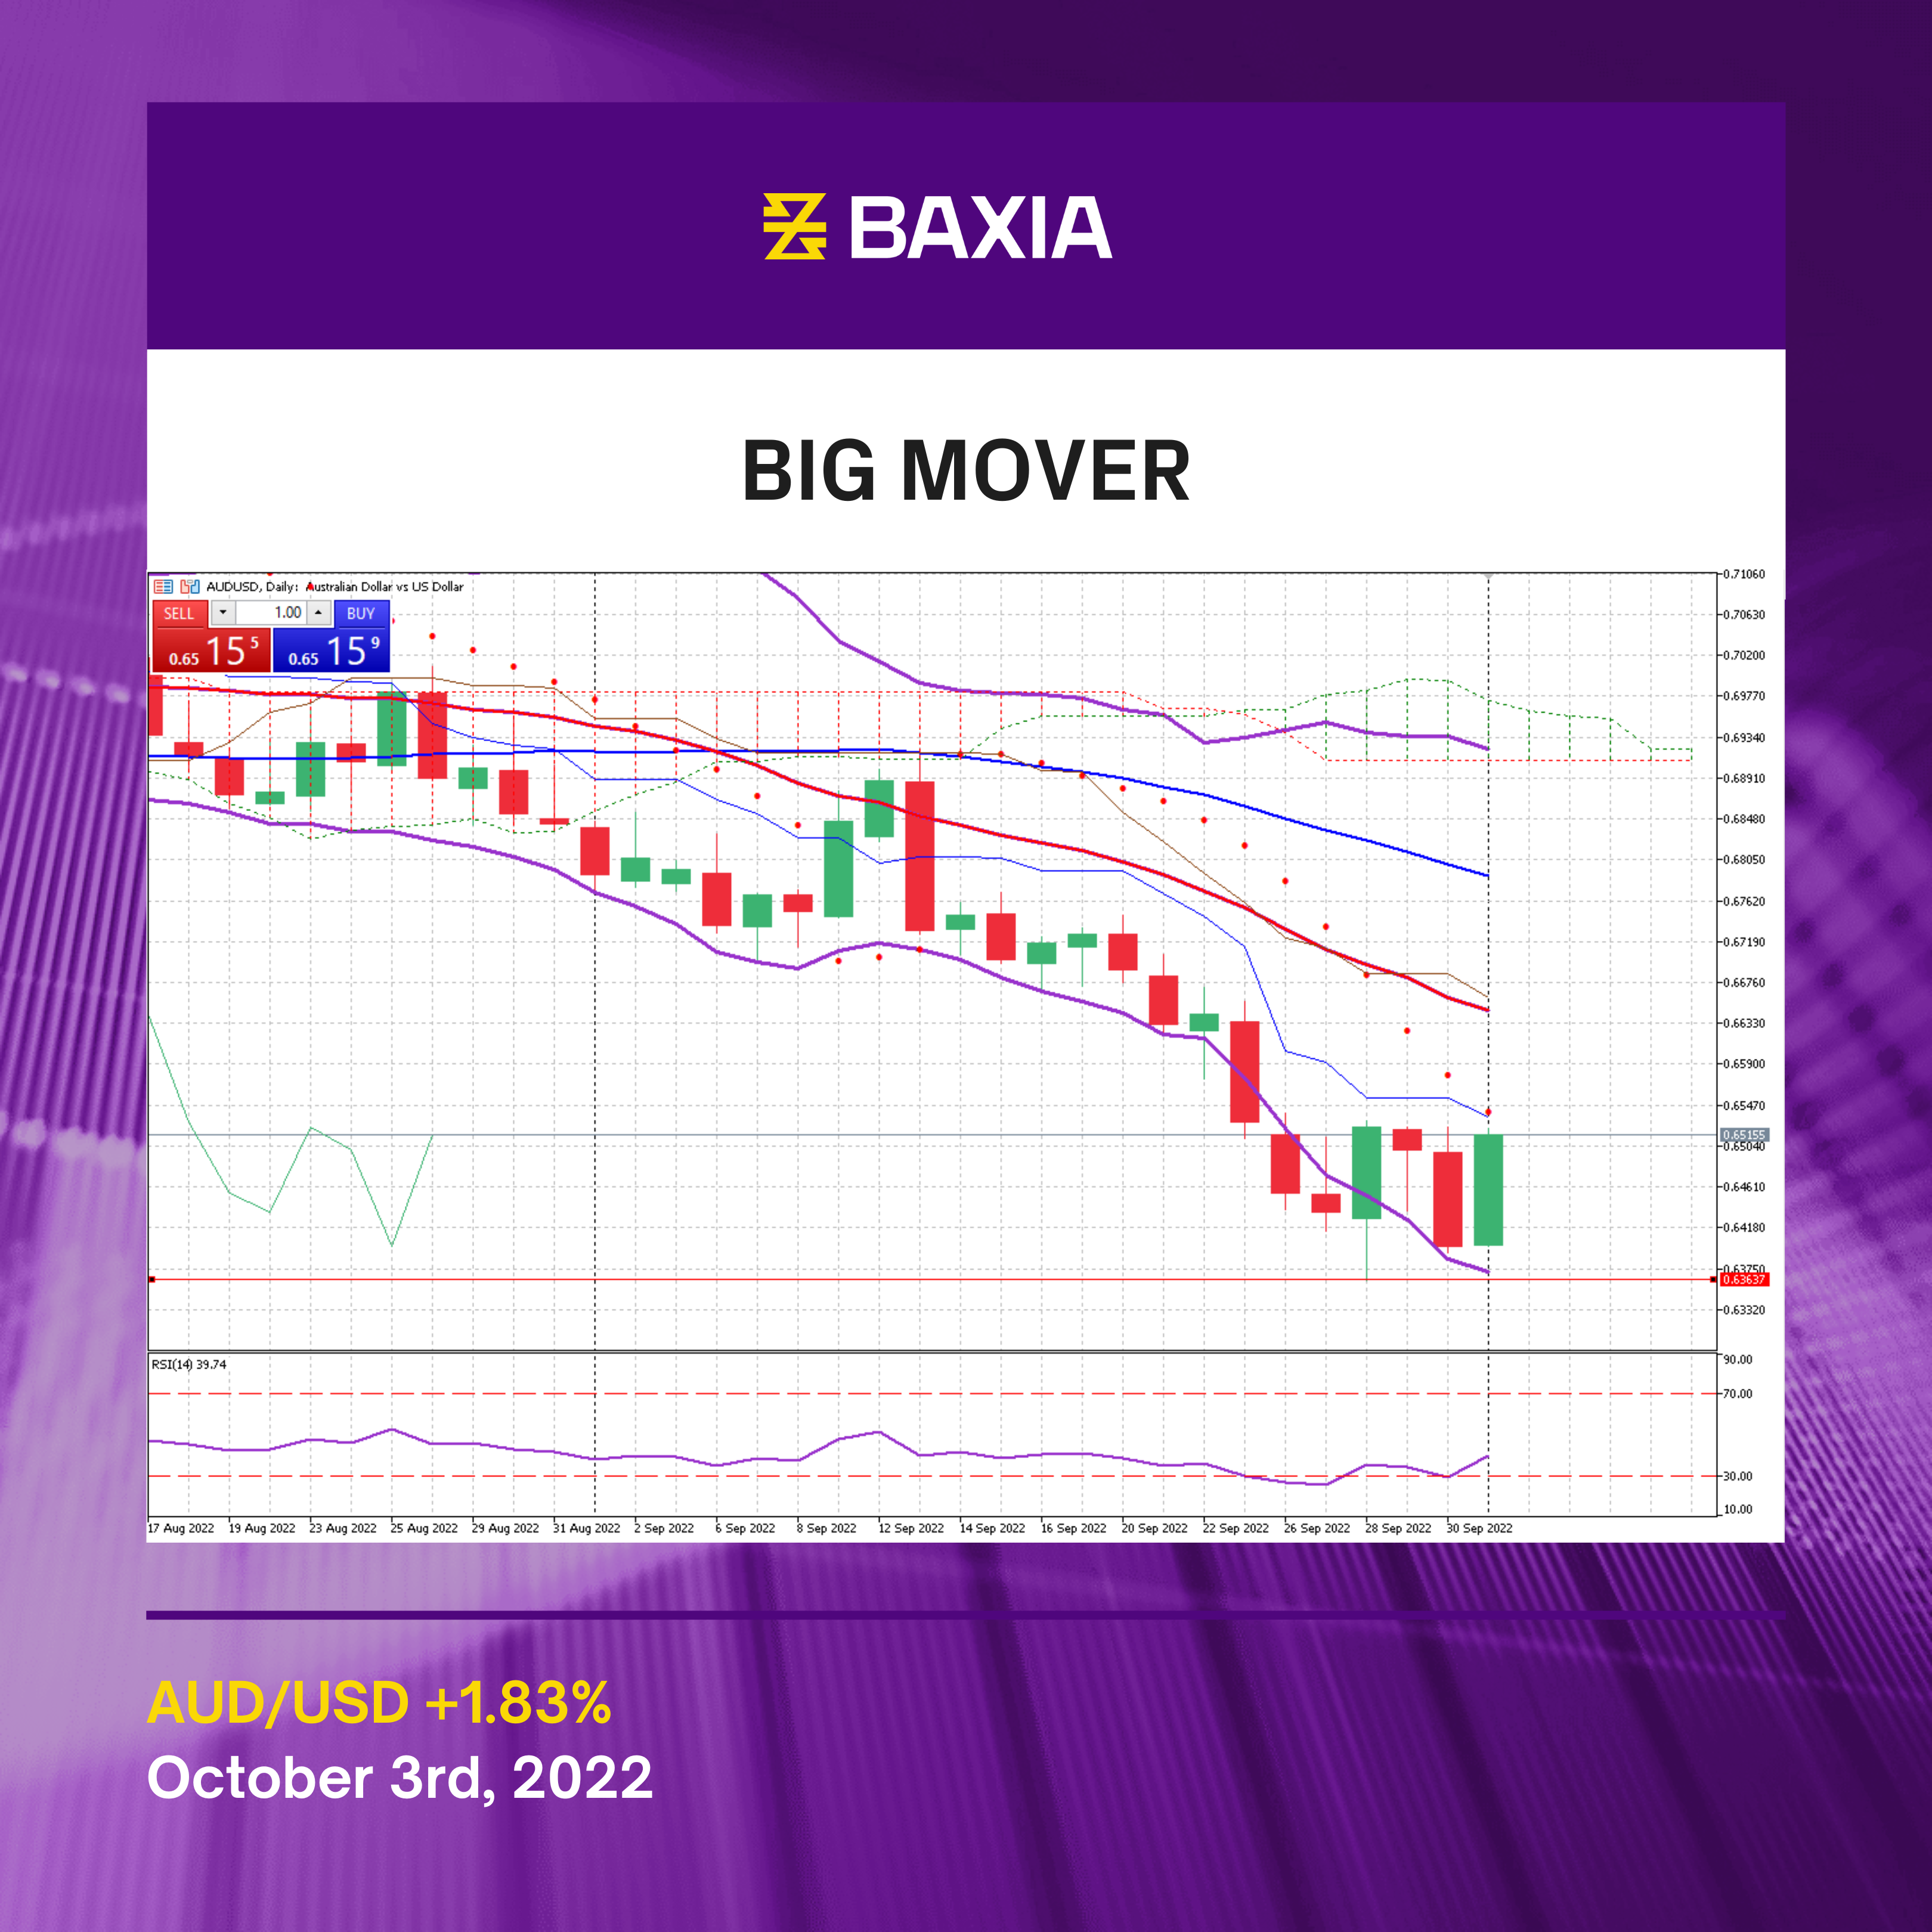 BAXIA
BIG MOVER
AUDUSD, Daily: Australian Dollar vs US Dollar
SELL 1.00 BUY
0.65 15 5 0.65 15 9
0.71060
0.70630
0.70200
0.69770
0.69340
0.68910
0.68480
0.68050
0.67620
0.67190
0.66760
0.66330
0.65900
0.65470
0.65155
0.65040
0.64610
0.64180
0.63750
0.63637
0.63320
RSI(14) 39.74
90.00
70.00
30.00
10.00
17 Aug 2022 19 Aug 2022 23 Aug 2022 25 Aug 2022 29 Aug 2022 31 Aug 2022 2 Sep 2022 6 Sep 2022 8 Sep 2022 12 Sep 2022 14 Sep 2022 16 Sep 2022 20 Sep 2022 22 Sep 2022 26 Sep 2022 28 Sep 2022 30 Sep 2022
AUD/USD +1.83%
October 3rd, 2022